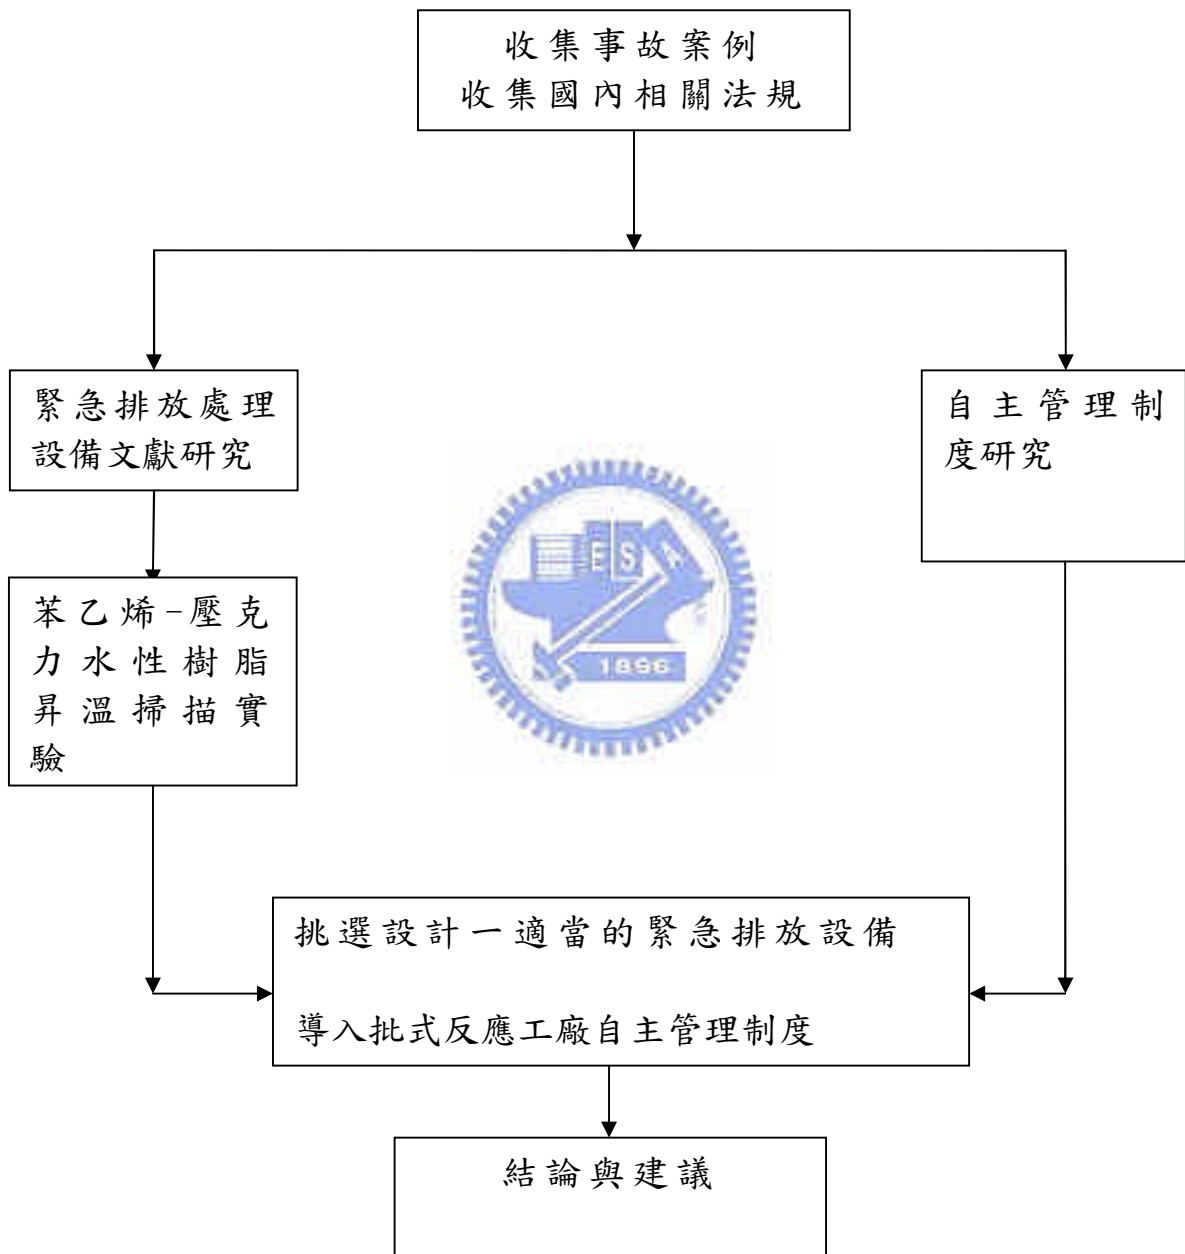 收集事故案例
收集國內相關法規
緊急排放處理
設備文獻研究
自主管理制
度研究
E S A
1896
苯乙烯-壓克
力水性樹脂
昇溫掃描實
驗
挑選設計一適當的緊急排放設備
導入批式反應工廠自主管理制度
結論與建議